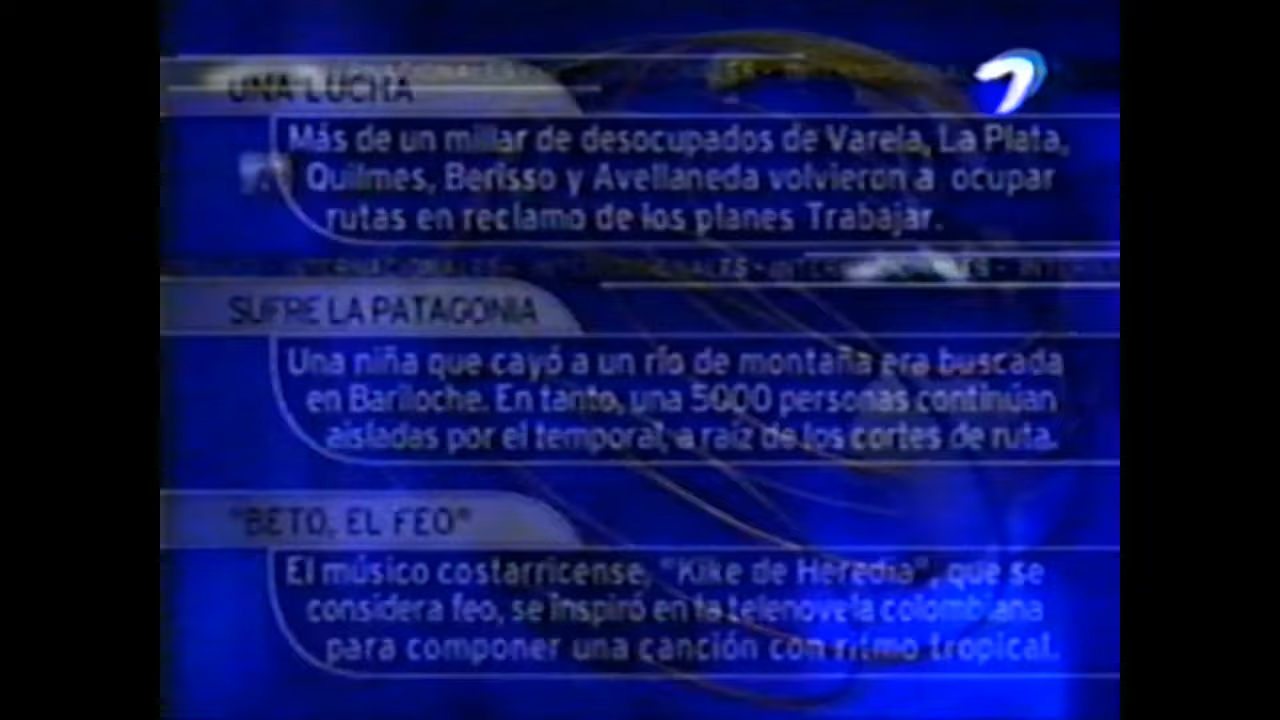 UNA LUCHA
Más de un millar de desocupados de Varela, La Plata,
Quilmes, Berisso y Avellaneda volvieron a ocupar
rutas en reclamo de los planes Trabajar.
SUFRE LA PATAGONIA
Una niña que cayó a un río de montaña era buscada
en Bariloche. En tanto, una 5000 personas continúan
aisladas por el temporal, a raíz de los cortes de ruta.
"BETO, EL FEO"
El músico costarricense, "Kike de Heredia", que se
considera feo, se inspiró en la telenovela colombiana
para componer una canción con ritmo tropical.